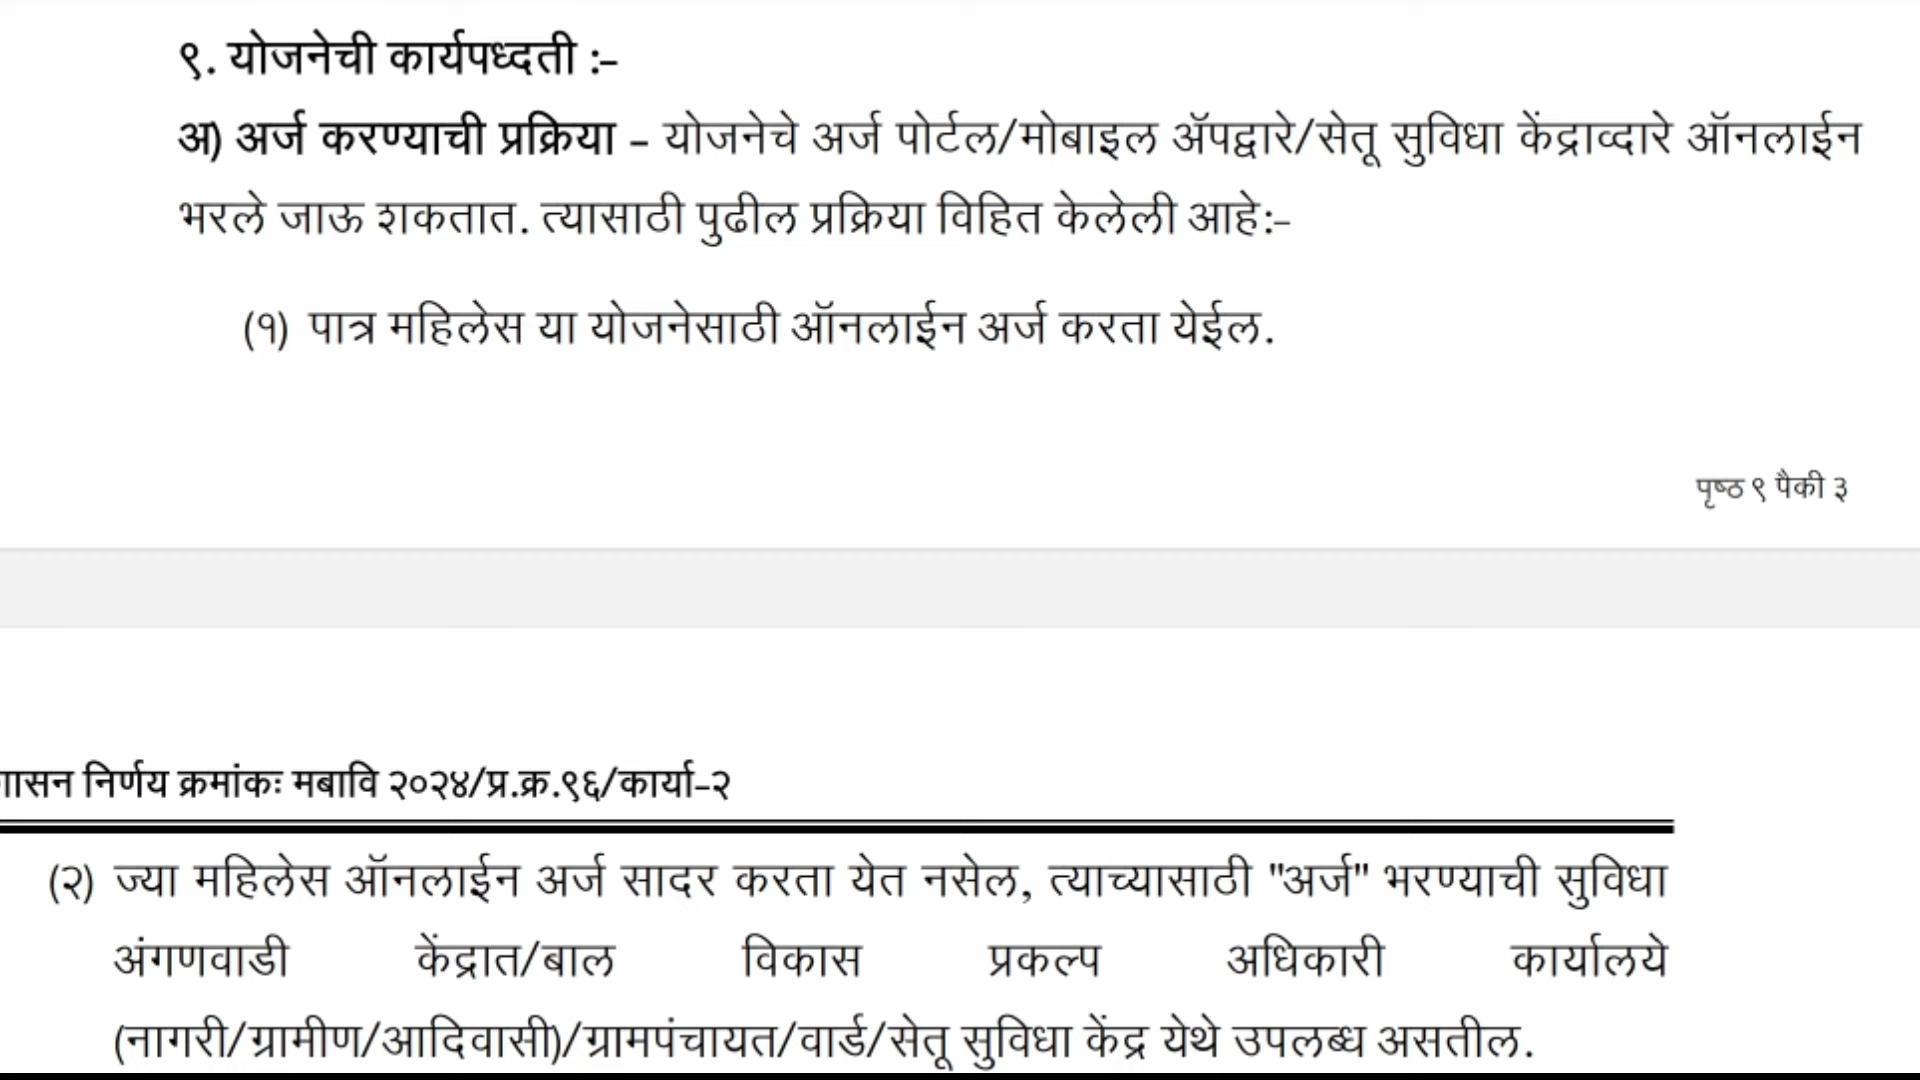 ९. योजनेची कार्यपध्दती :-
अ) अर्ज करण्याची प्रक्रिया - योजनेचे अर्ज पोर्टल/मोबाइल ॲपद्वारे/सेतू सुविधा केंद्राव्दारे ऑनलाईन
भरले जाऊ शकतात. त्यासाठी पुढील प्रक्रिया विहित केलेली आहे:-
(१) पात्र महिलेस या योजनेसाठी ऑनलाईन अर्ज करता येईल.
पृष्ठ ९ पैकी ३
निर्णय क्रमांकः मबावि २०२४/प्र.क्र.९६/कार्या-२
(२) ज्या महिलेस ऑनलाईन अर्ज सादर करता येत नसेल, त्याच्यासाठी "अर्ज" भरण्याची सुविधा
अंगणवाडी केंद्रात/बाल विकास प्रकल्प अधिकारी कार्यालये
(नागरी/ग्रामीण/आदिवासी)/ग्रामपंचायत/वार्ड/सेतू सुविधा केंद्र येथे उपलब्ध असतील.